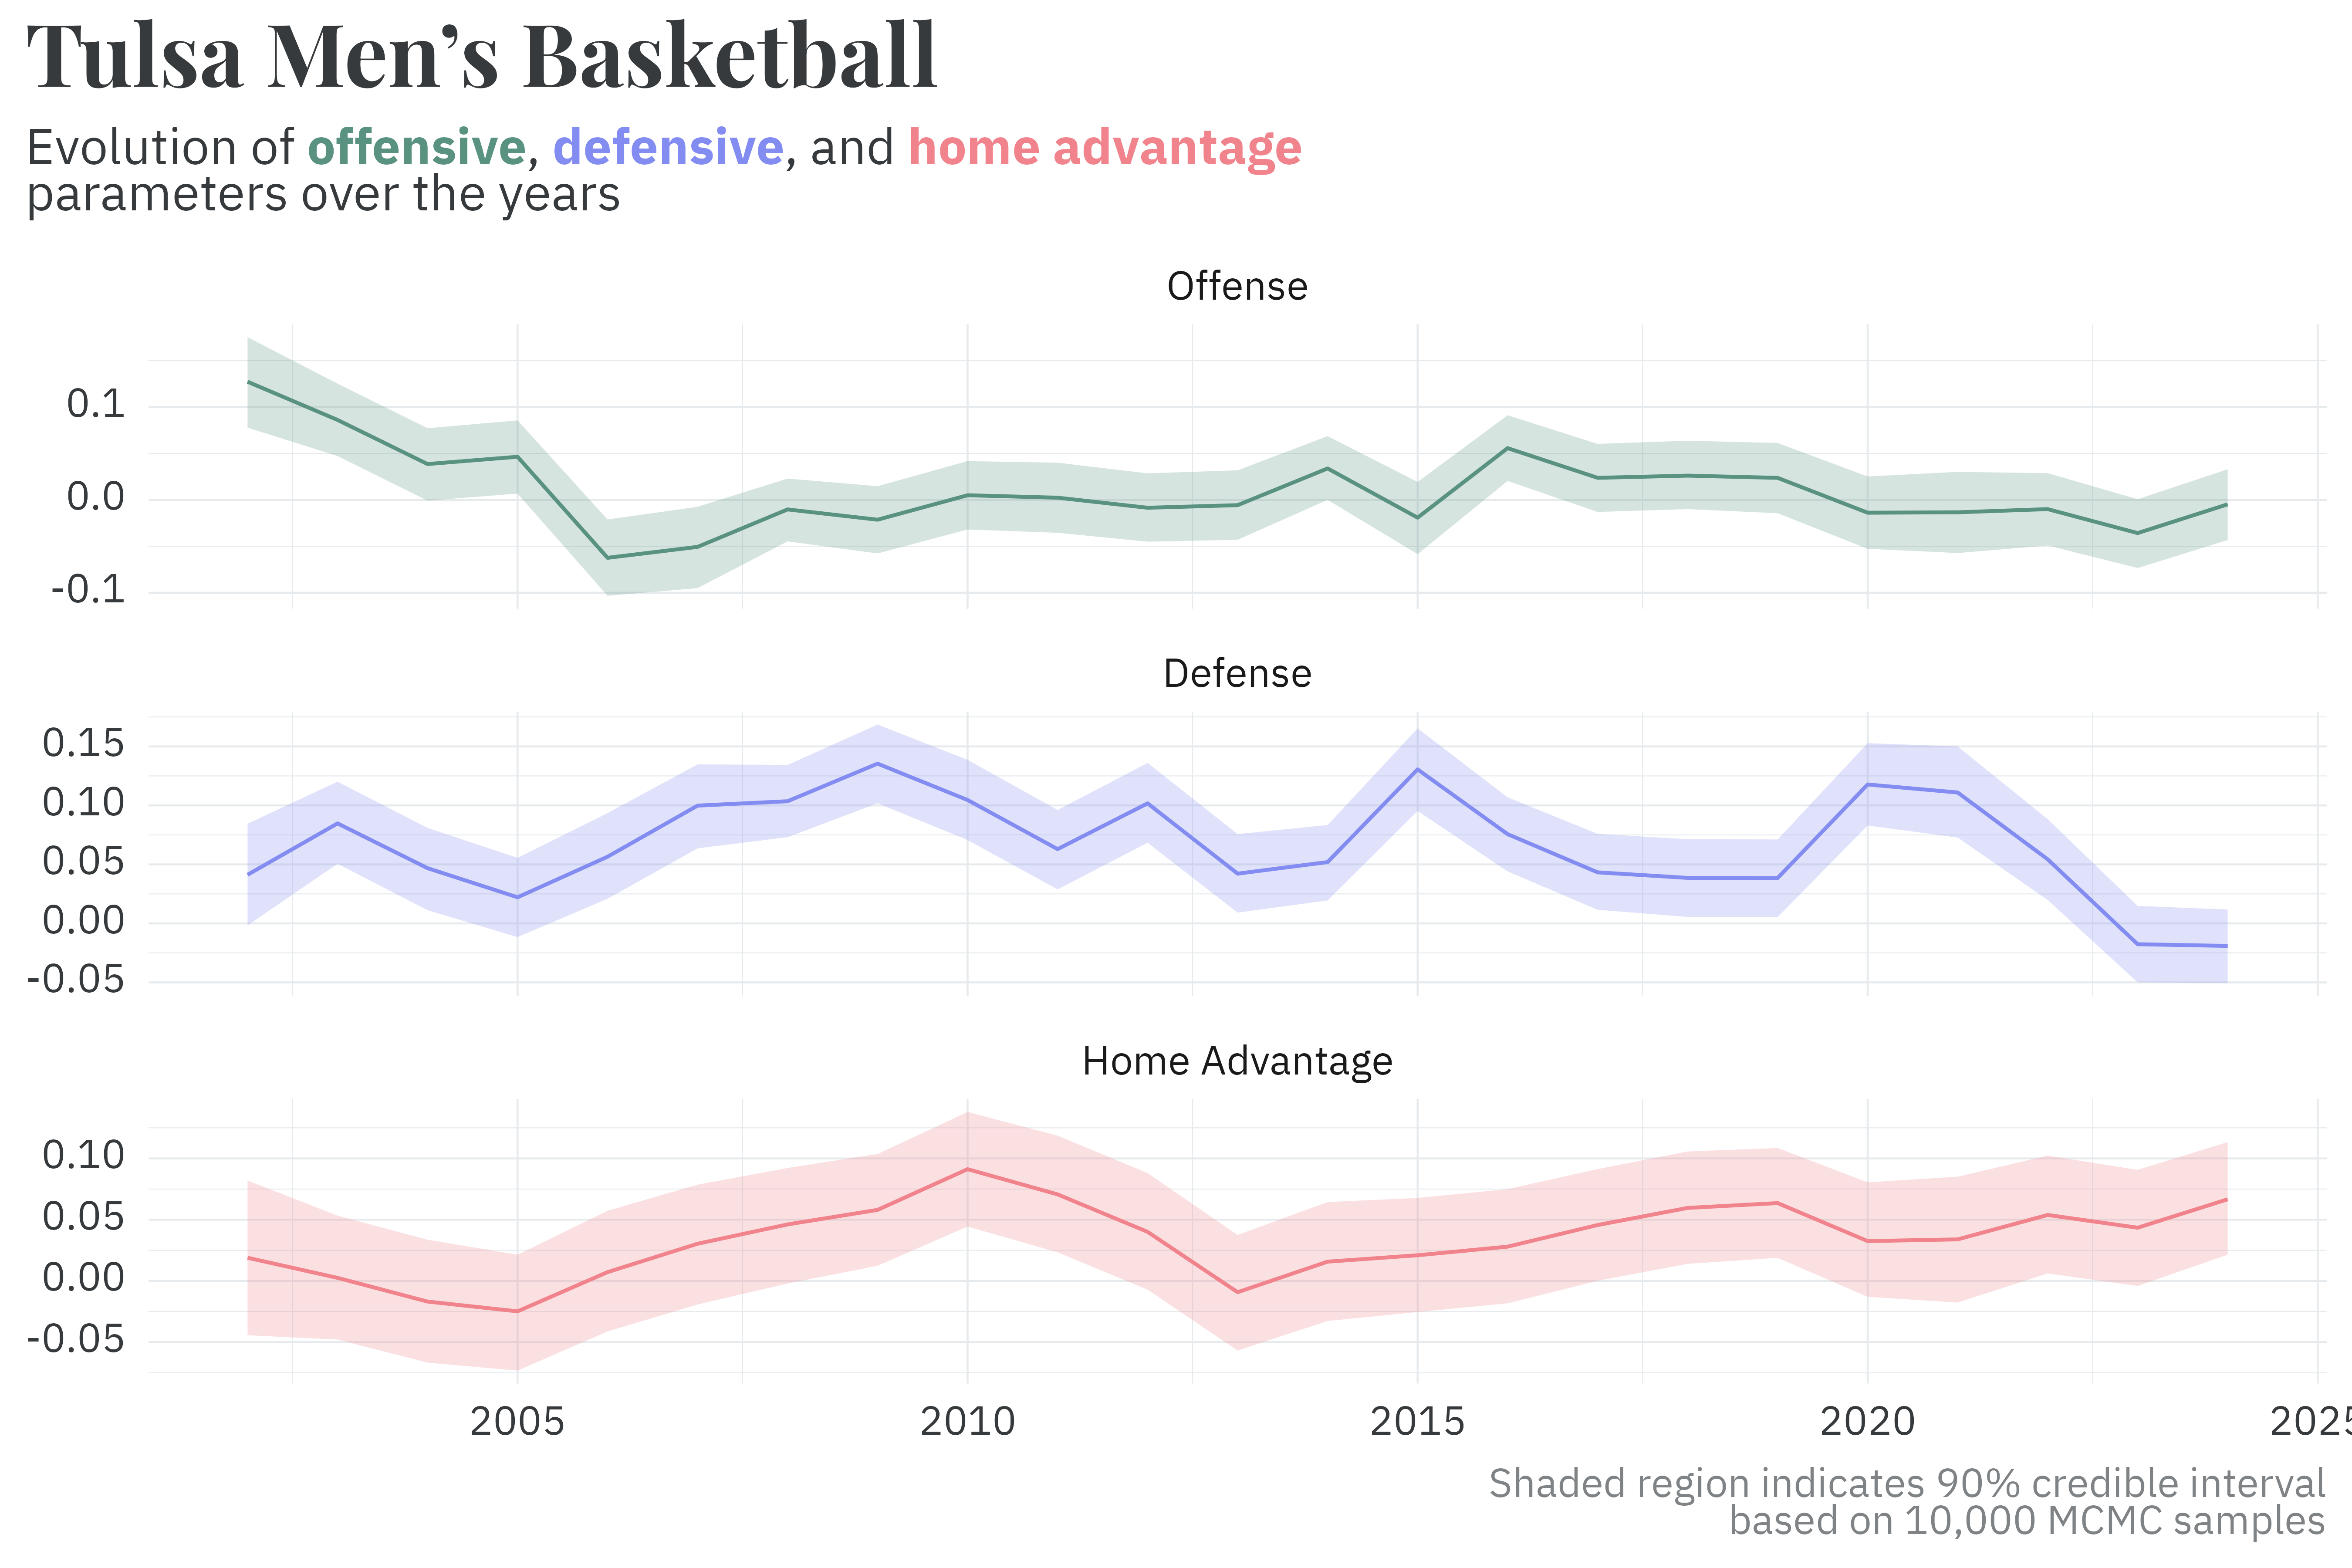 Tulsa Men’s Basketball
Evolution of offensive, defensive, and home advantage
parameters over the years
Offense
0.1
0.0
-0.1
Defense
0.15
0.10
0.05
0.00
-0.05
Home Advantage
0.10
0.05
0.00
-0.05
2005 2010 2015 2020 2025
Shaded region indicates 90% credible interval
based on 10,000 MCMC samples